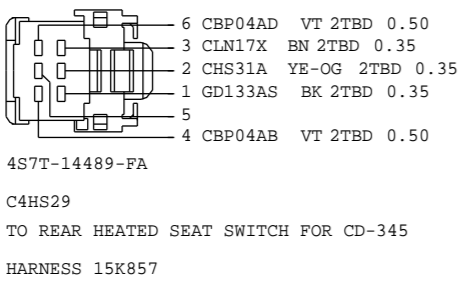 6 CBP04AD VT 2TBD 0.50
3 CLN17X BN 2TBD 0.35
2 CHS31A YE-OG 2TBD 0.35
1 GD133AS BK 2TBD 0.35
5
4 CBP04AB VT 2TBD 0.50
4S7T-14489-FA
C4HS29
TO REAR HEATED SEAT SWITCH FOR CD-345
HARNESS 15K857